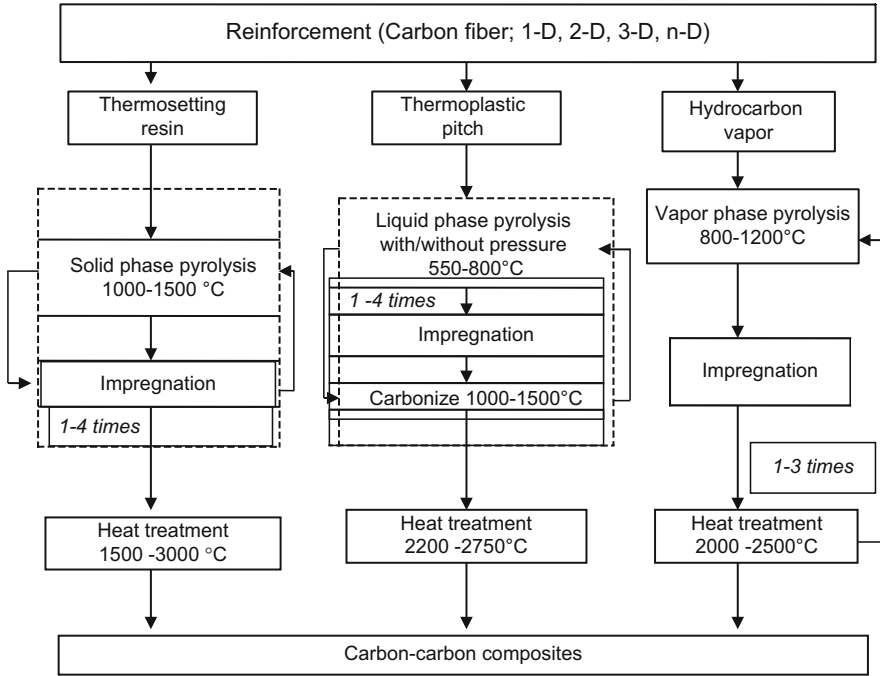 Reinforcement (Carbon fiber; 1-D, 2-D, 3-D, n-D)
Thermosetting
resin
Thermoplastic
pitch
Hydrocarbon
vapor
Solid phase pyrolysis
1000-1500 °C
Impregnation
1-4 times
Heat treatment
1500 -3000 °C
Liquid phase pyrolysis
with/without pressure
550-800°C
1 -4 times
Impregnation
Carbonize 1000-1500°C
Heat treatment
2200 -2750°C
Vapor phase pyrolysis
800-1200°C
Impregnation
1-3 times
Heat treatment
2000 -2500°C
Carbon-carbon composites